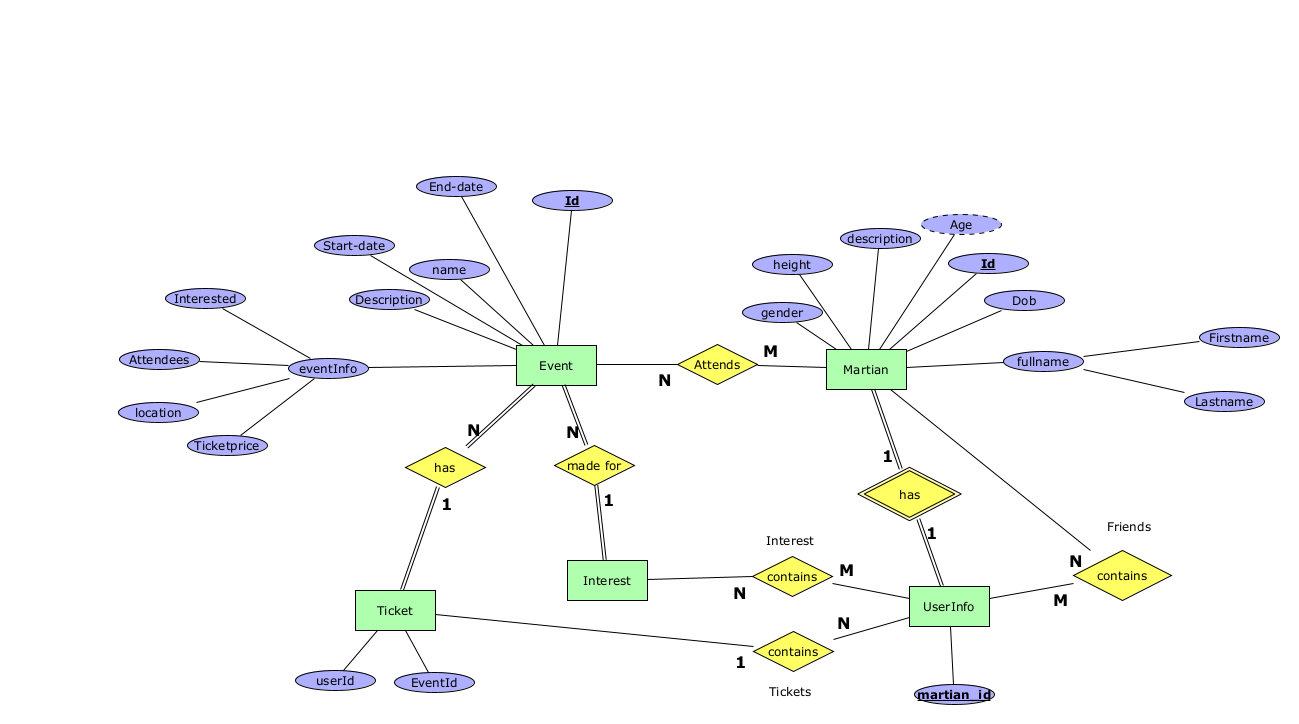 End-date
Id
Start-date
name
Description
Interested
Attendees
eventInfo
location
Ticketprice
Event
N
Attends
M
description
Age
height
Id
gender
Dob
Martian
fullname
Firstname
Lastname
N
has
1
N
made for
1
1
has
1
Friends
N
contains
M
Interest
Interest
N
contains
M
UserInfo
Ticket
userId
EventId
1
contains
N
Tickets
martian_id